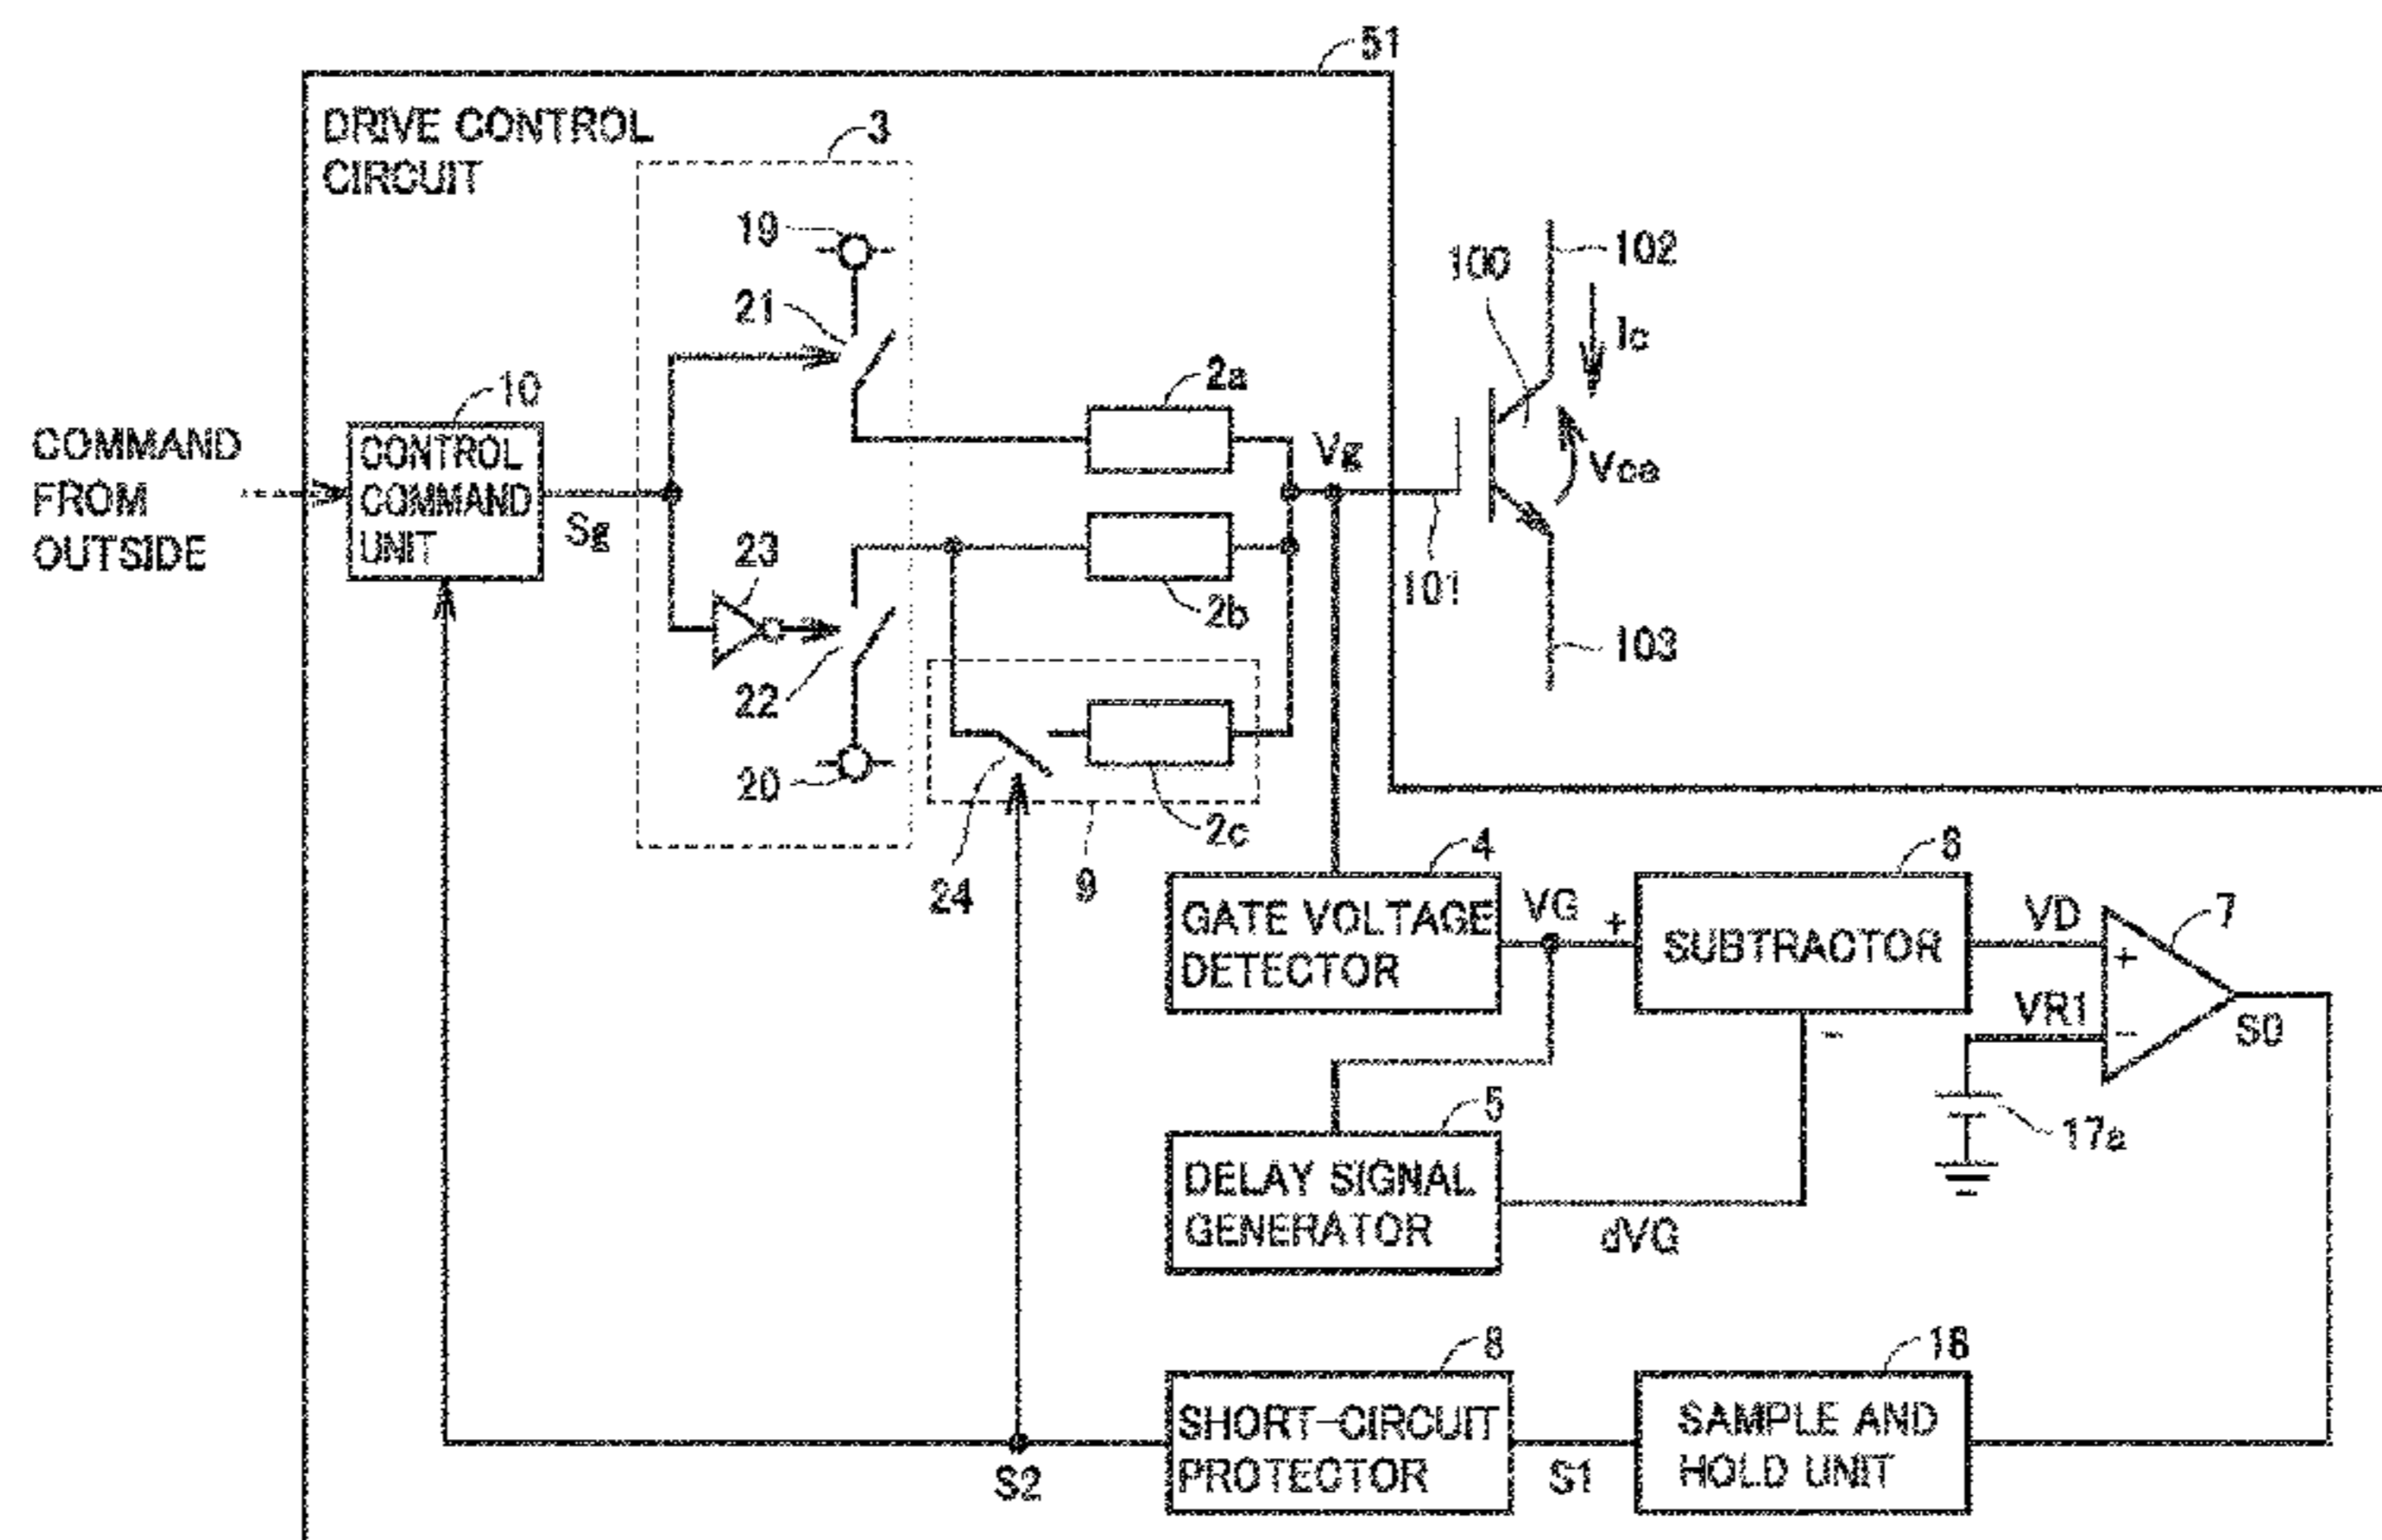 51
DRIVE CONTROL
CIRCUIT
3
19
21
102
100
Ic
10
2a
COMMAND
FROM
OUTSIDE
CONTROL
COMMAND
UNIT
Sg
Vg
Vce
23
101
2b
103
22
20
24
9
2c
4
GATE VOLTAGE
DETECTOR
VG
+
6
SUBTRACTOR
-
VD
7
+
VR1
-
S0
17a
5
DELAY SIGNAL
GENERATOR
dVG
8
SHORT-CIRCUIT
PROTECTOR
S2
S1
18
SAMPLE AND
HOLD UNIT